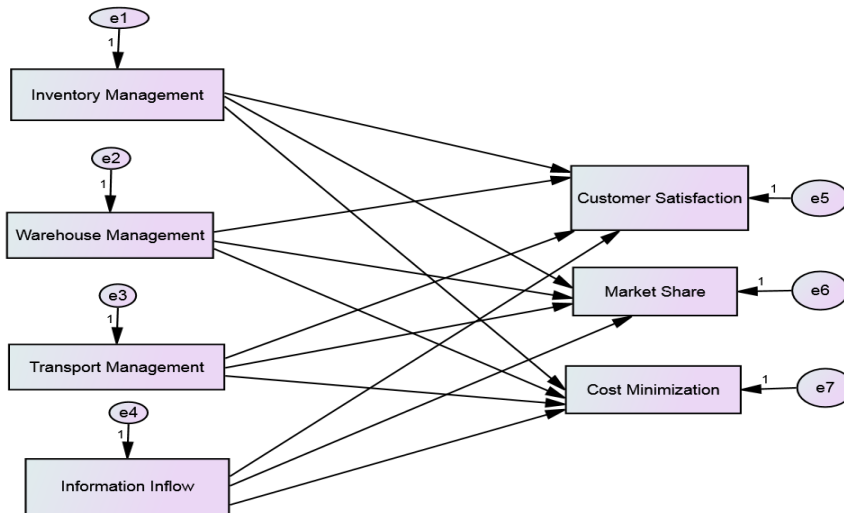 e1
1
Inventory Management
e2
1
Warehouse Management
e3
1
Transport Management
e4
1
Information Inflow
Customer Satisfaction
1
e5
Market Share
1
e6
Cost Minimization
1
e7